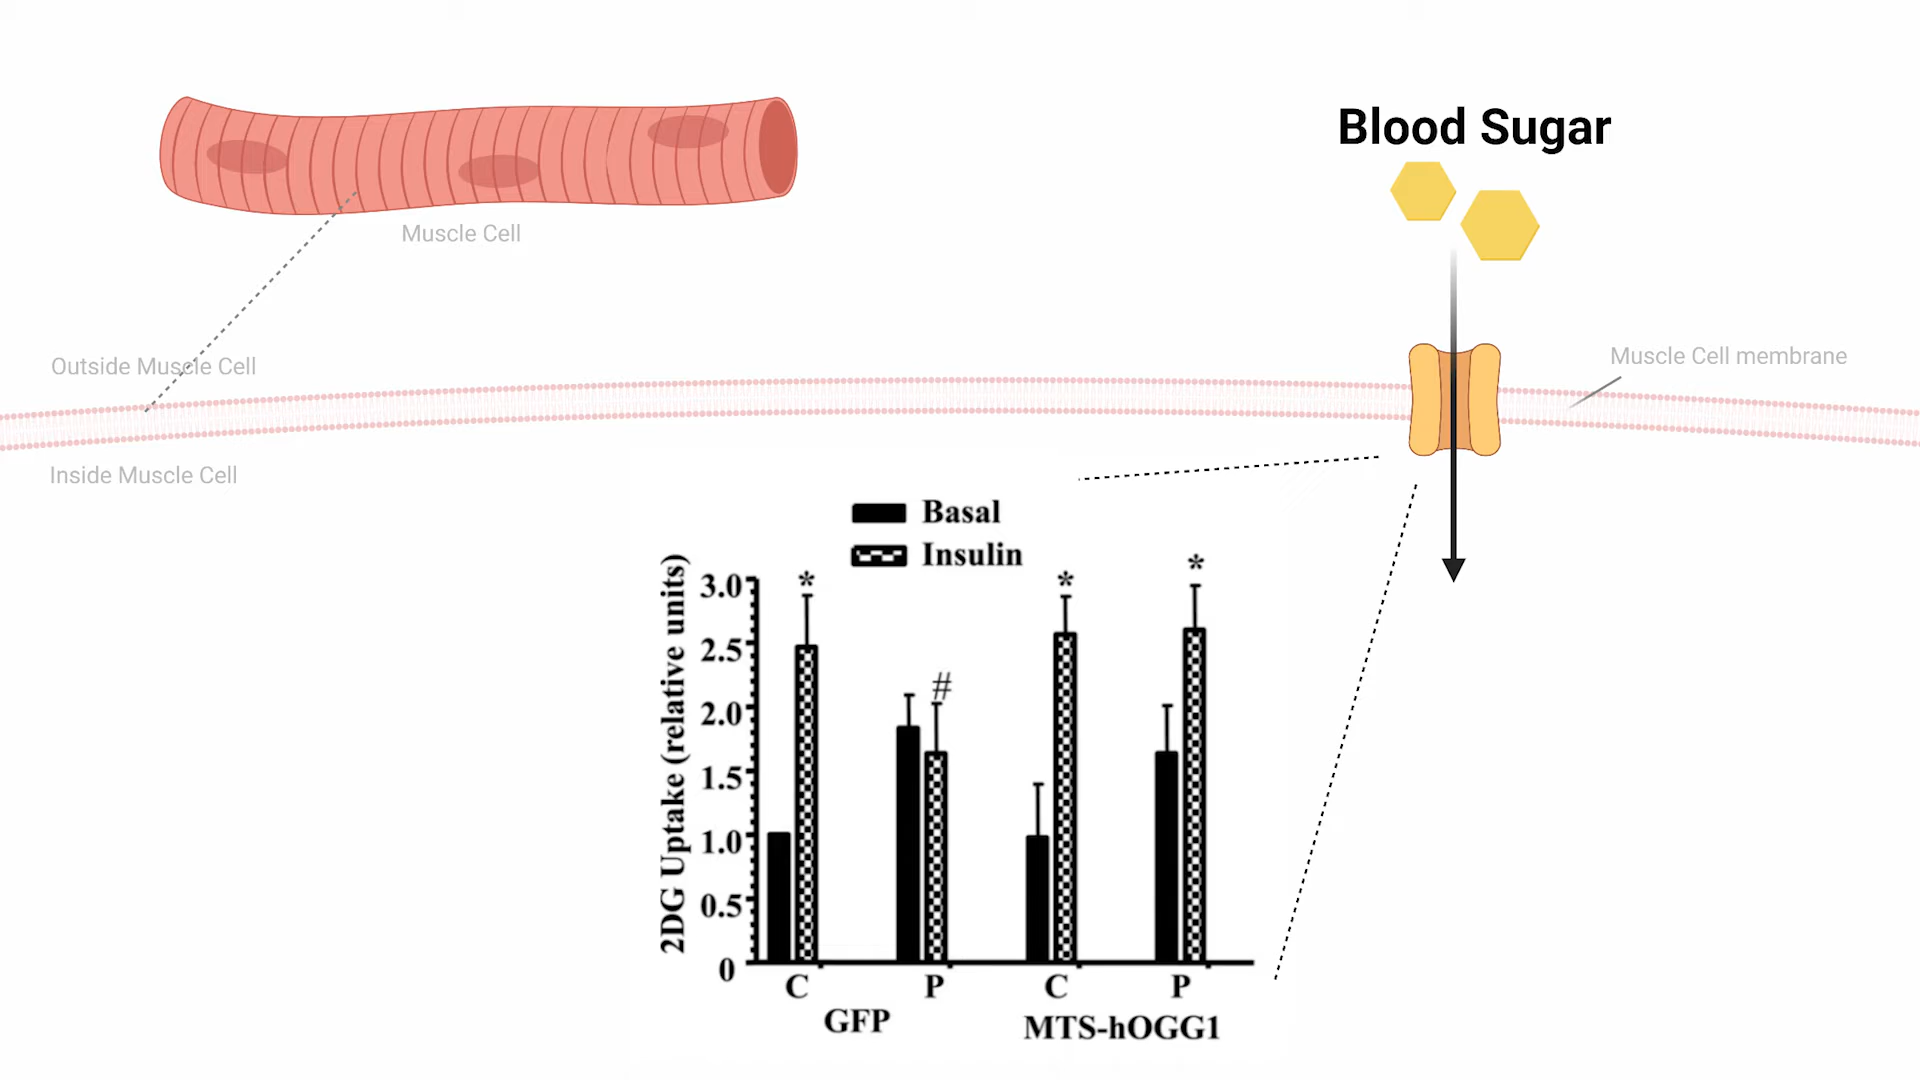 Blood Sugar
Muscle Cell
Outside Muscle Cell
Muscle Cell membrane
Inside Muscle Cell
Basal
Insulin
2DG Uptake (relative units)
3.0
2.5
2.0
1.5
1.0
0.5
0
*
#
*
*
C
P
C
P
GFP
MTS-hOGG1